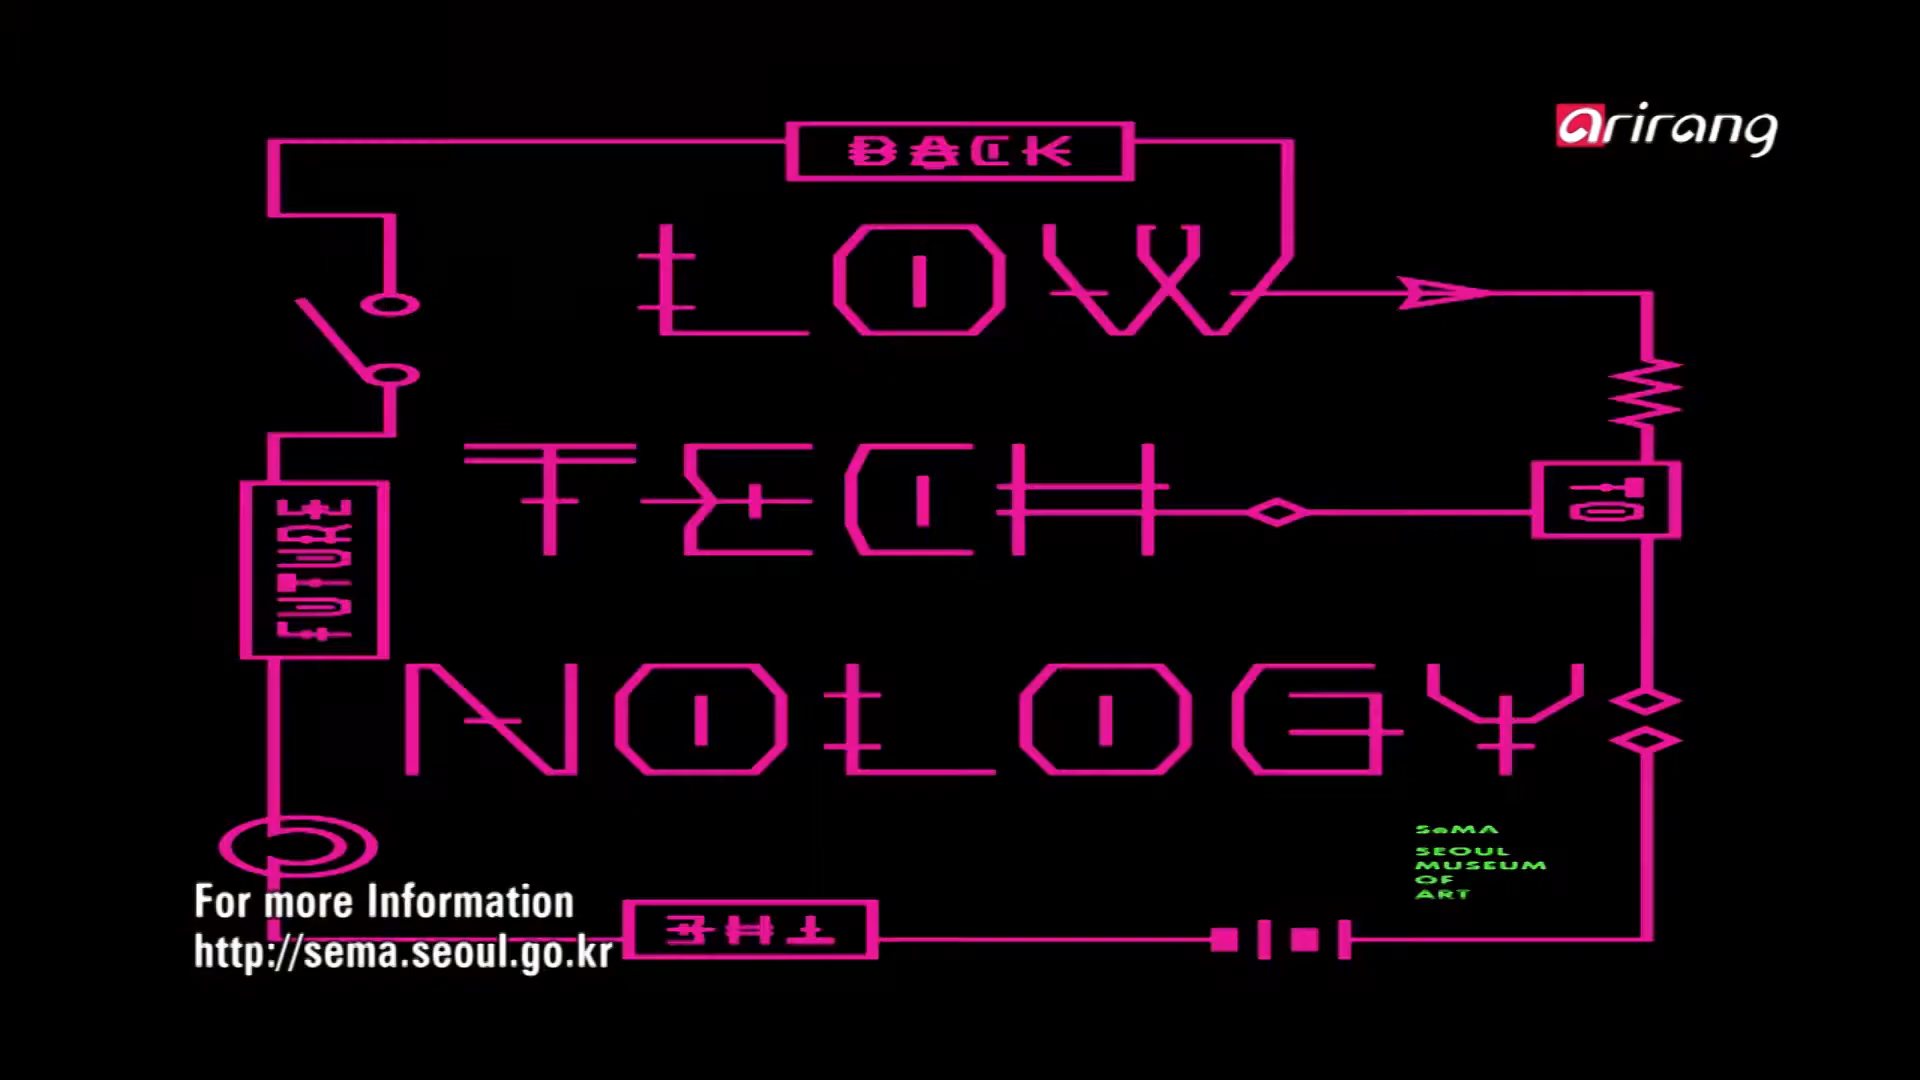 arirang
BACK
LOW
TECH
TO
FUTURE
NOLOGY
SeMA
SEOUL
MUSEUM
OF
ART
For more Information
http://sema.seoul.go.kr
THE